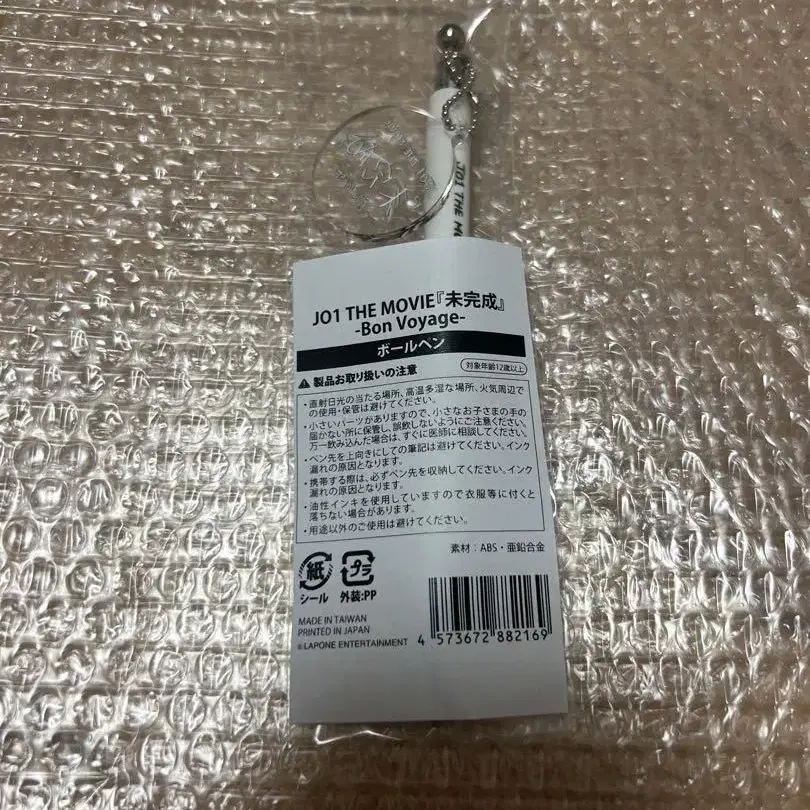 JO1 THE M
JO1 THE MOVIE『未完成』
-Bon Voyage-
ボールペン
製品お取り扱いの注意
対象年齢12歳以上
・直射日光の当たる場所、高温多湿な場所、火気周辺で
の使用・保管は避けてください。
・小さいパーツがありますので、小さなお子さまの手の
届かない所に保管し、誤飲しないようにご注意ください。
万一飲み込んだ場合は、すぐに医師に相談してください。
・ペン先を上向きにしての筆記は避けてください。インク
漏れの原因となります。
・携帯する際は、必ずペン先を収納してください。インク
漏れの原因となります。
・油性インキを使用していますので衣服等に付くと
落ちない場合があります。
・用途以外のご使用は避けてください。
素材：ABS・亜鉛合金
紙
プラ
シール
外装:PP
MADE IN TAIWAN
PRINTED IN JAPAN
©LAPONE ENTERTAINMENT
4 573672 882169